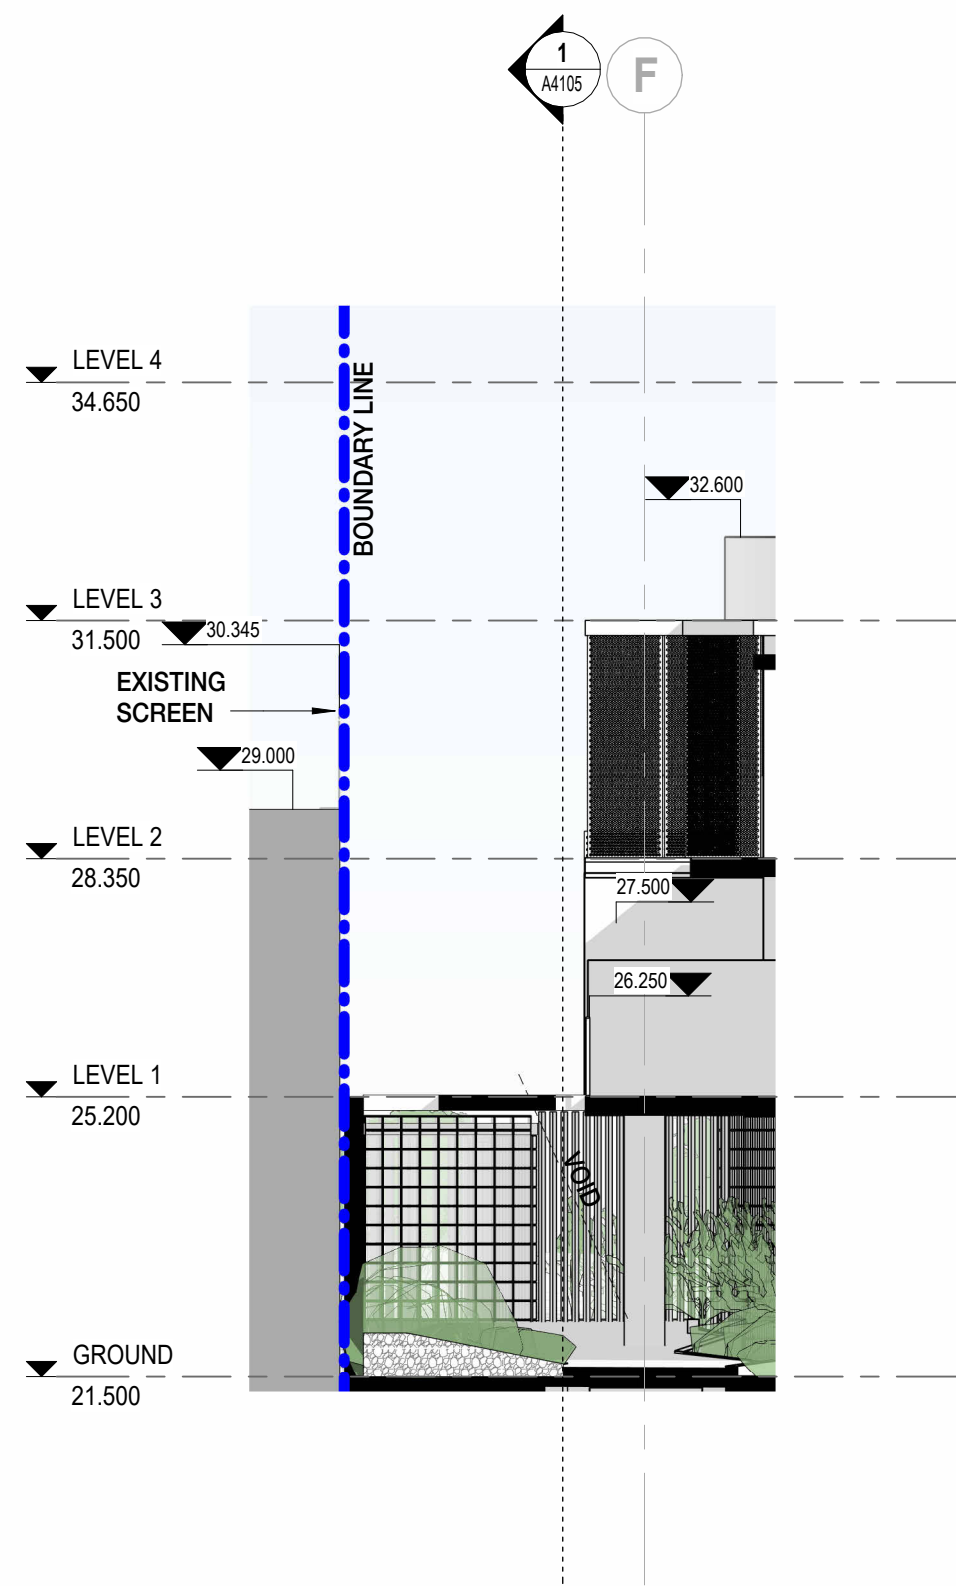 1
A4105
F
LEVEL 4
34.650
BOUNDARY LINE
32.600
LEVEL 3
31.500
30.345
EXISTING
SCREEN
29.000
LEVEL 2
28.350
27.500
26.250
LEVEL 1
25.200
VOID
GROUND
21.500